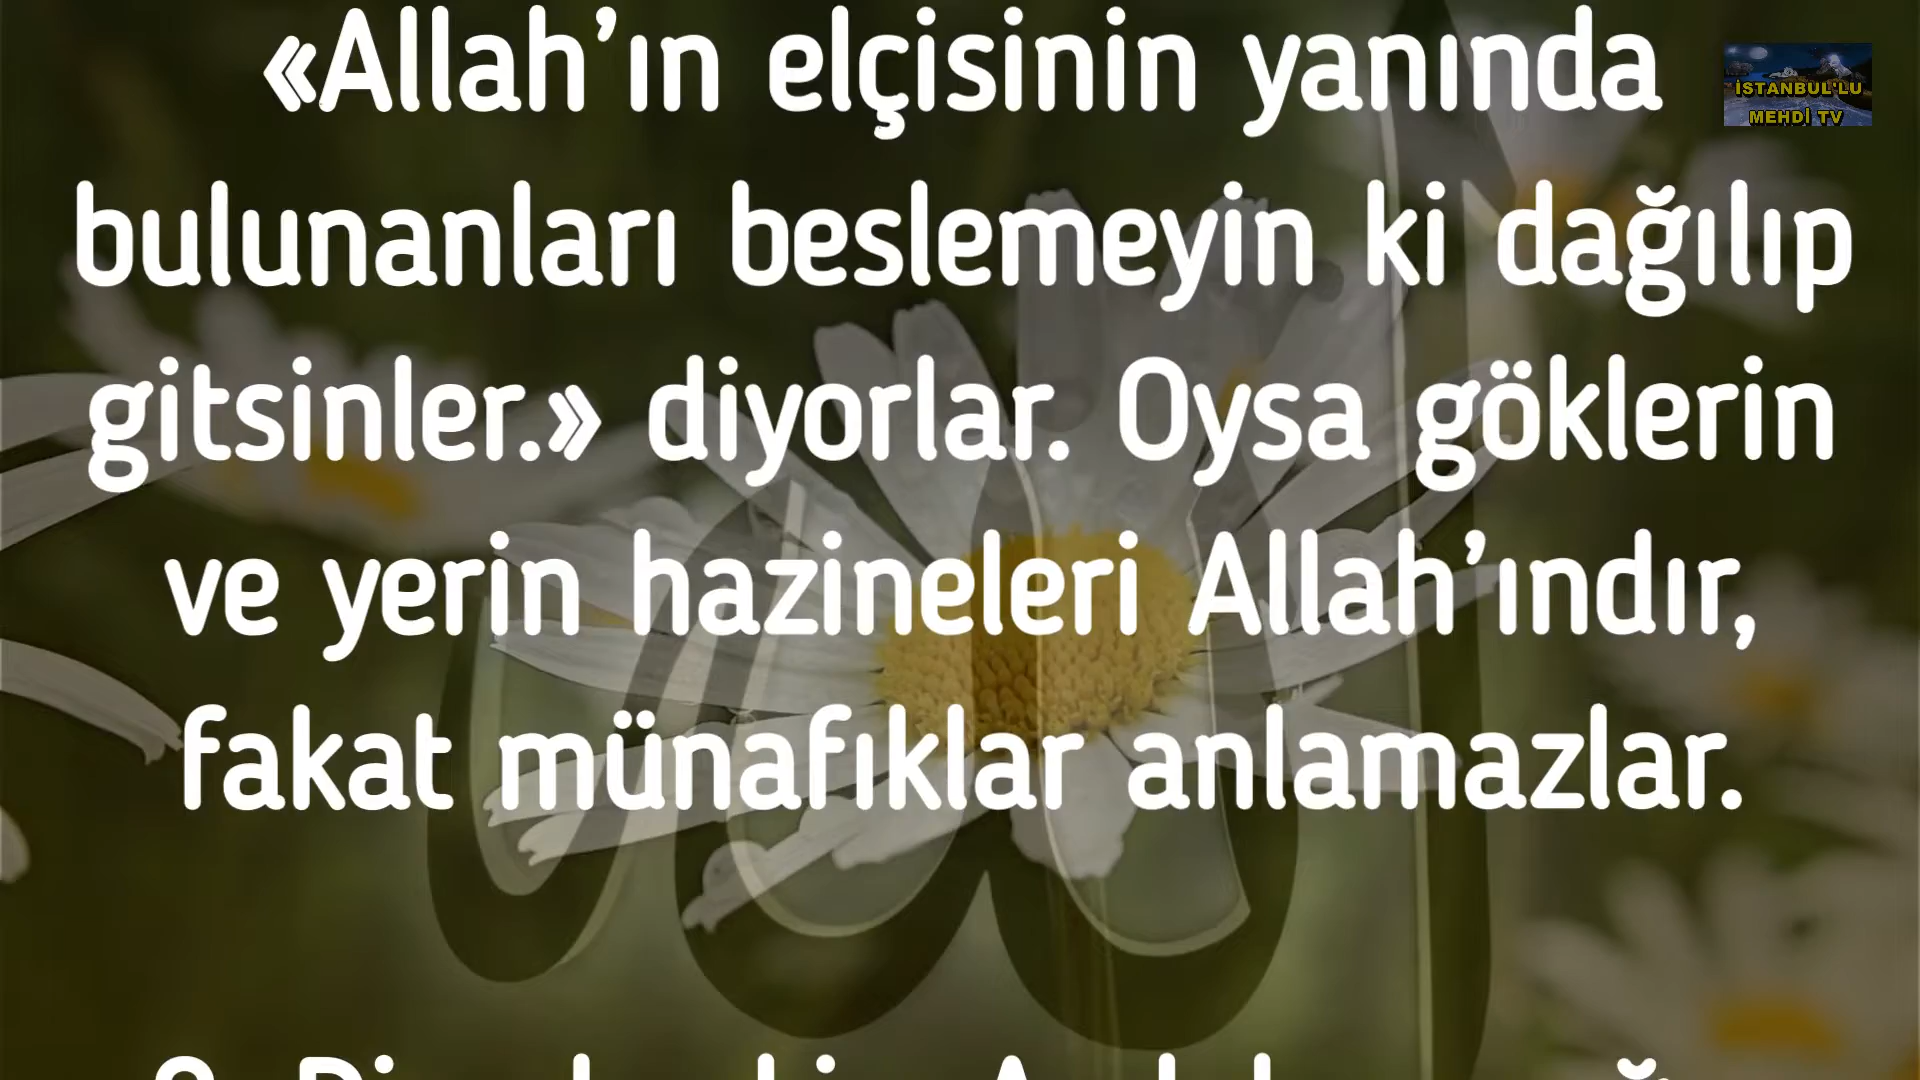 «Allah’ın elçisinin yanında
İSTANBUL'LU
MEHDİ TV
bulunanları beslemeyin ki dağılıp
gitsinler.» diyorlar. Oysa göklerin
ve yerin hazineleri Allah’ındır,
fakat münafıklar anlamazlar.